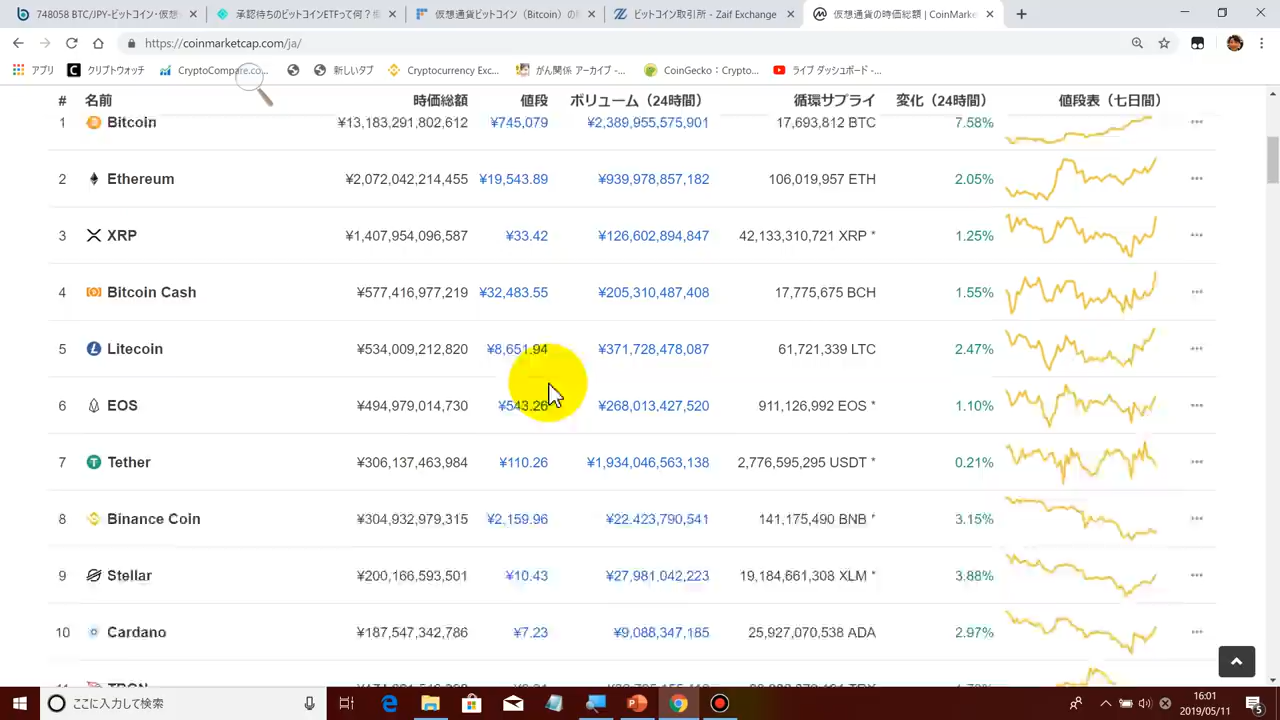 748058 BTC/JPY-ビットコイン・仮想
承認待ちのビットコインETFって何？
仮想通貨ビットコイン（Bitcoin）の
ビットコイン取引所 - Zaif Exchange
仮想通貨の時価総額 | CoinMarke
https://coinmarketcap.com/ja/
アプリ クリプトウォッチ CryptoCompare.co... 新しいタブ Cryptocurrency Exc... がん関係 アーカイブ - ... CoinGecko：Crypto... ライブ ダッシュボード - ...
# 名前 時価総額 値段 ボリューム（24時間） 循環サプライ 変化（24時間） 値段表（七日間）
1 Bitcoin ¥13,183,291,802,612 ¥745,079 ¥2,389,955,575,901 17,693,812 BTC 7.58%
2 Ethereum ¥2,072,042,214,455 ¥19,543.89 ¥939,978,857,182 106,019,957 ETH 2.05%
3 XRP ¥1,407,954,096,587 ¥33.42 ¥126,602,894,847 42,133,310,721 XRP * 1.25%
4 Bitcoin Cash ¥577,416,977,219 ¥32,483.55 ¥205,310,487,408 17,775,675 BCH 1.55%
5 Litecoin ¥534,009,212,820 ¥8,651.94 ¥371,728,478,087 61,721,339 LTC 2.47%
6 EOS ¥494,979,014,730 ¥543.26 ¥268,013,427,520 911,126,992 EOS * 1.10%
7 Tether ¥306,137,463,984 ¥110.26 ¥1,934,046,563,138 2,776,595,295 USDT * 0.21%
8 Binance Coin ¥304,932,979,315 ¥2,159.96 ¥22,423,790,541 141,175,490 BNB * 3.15%
9 Stellar ¥200,166,593,501 ¥10.43 ¥27,981,042,223 19,184,661,308 XLM * 3.88%
10 Cardano ¥187,547,342,786 ¥7.23 ¥9,088,347,185 25,927,070,538 ADA 2.97%
ここに入力して検索
16:01
2019/05/11
5